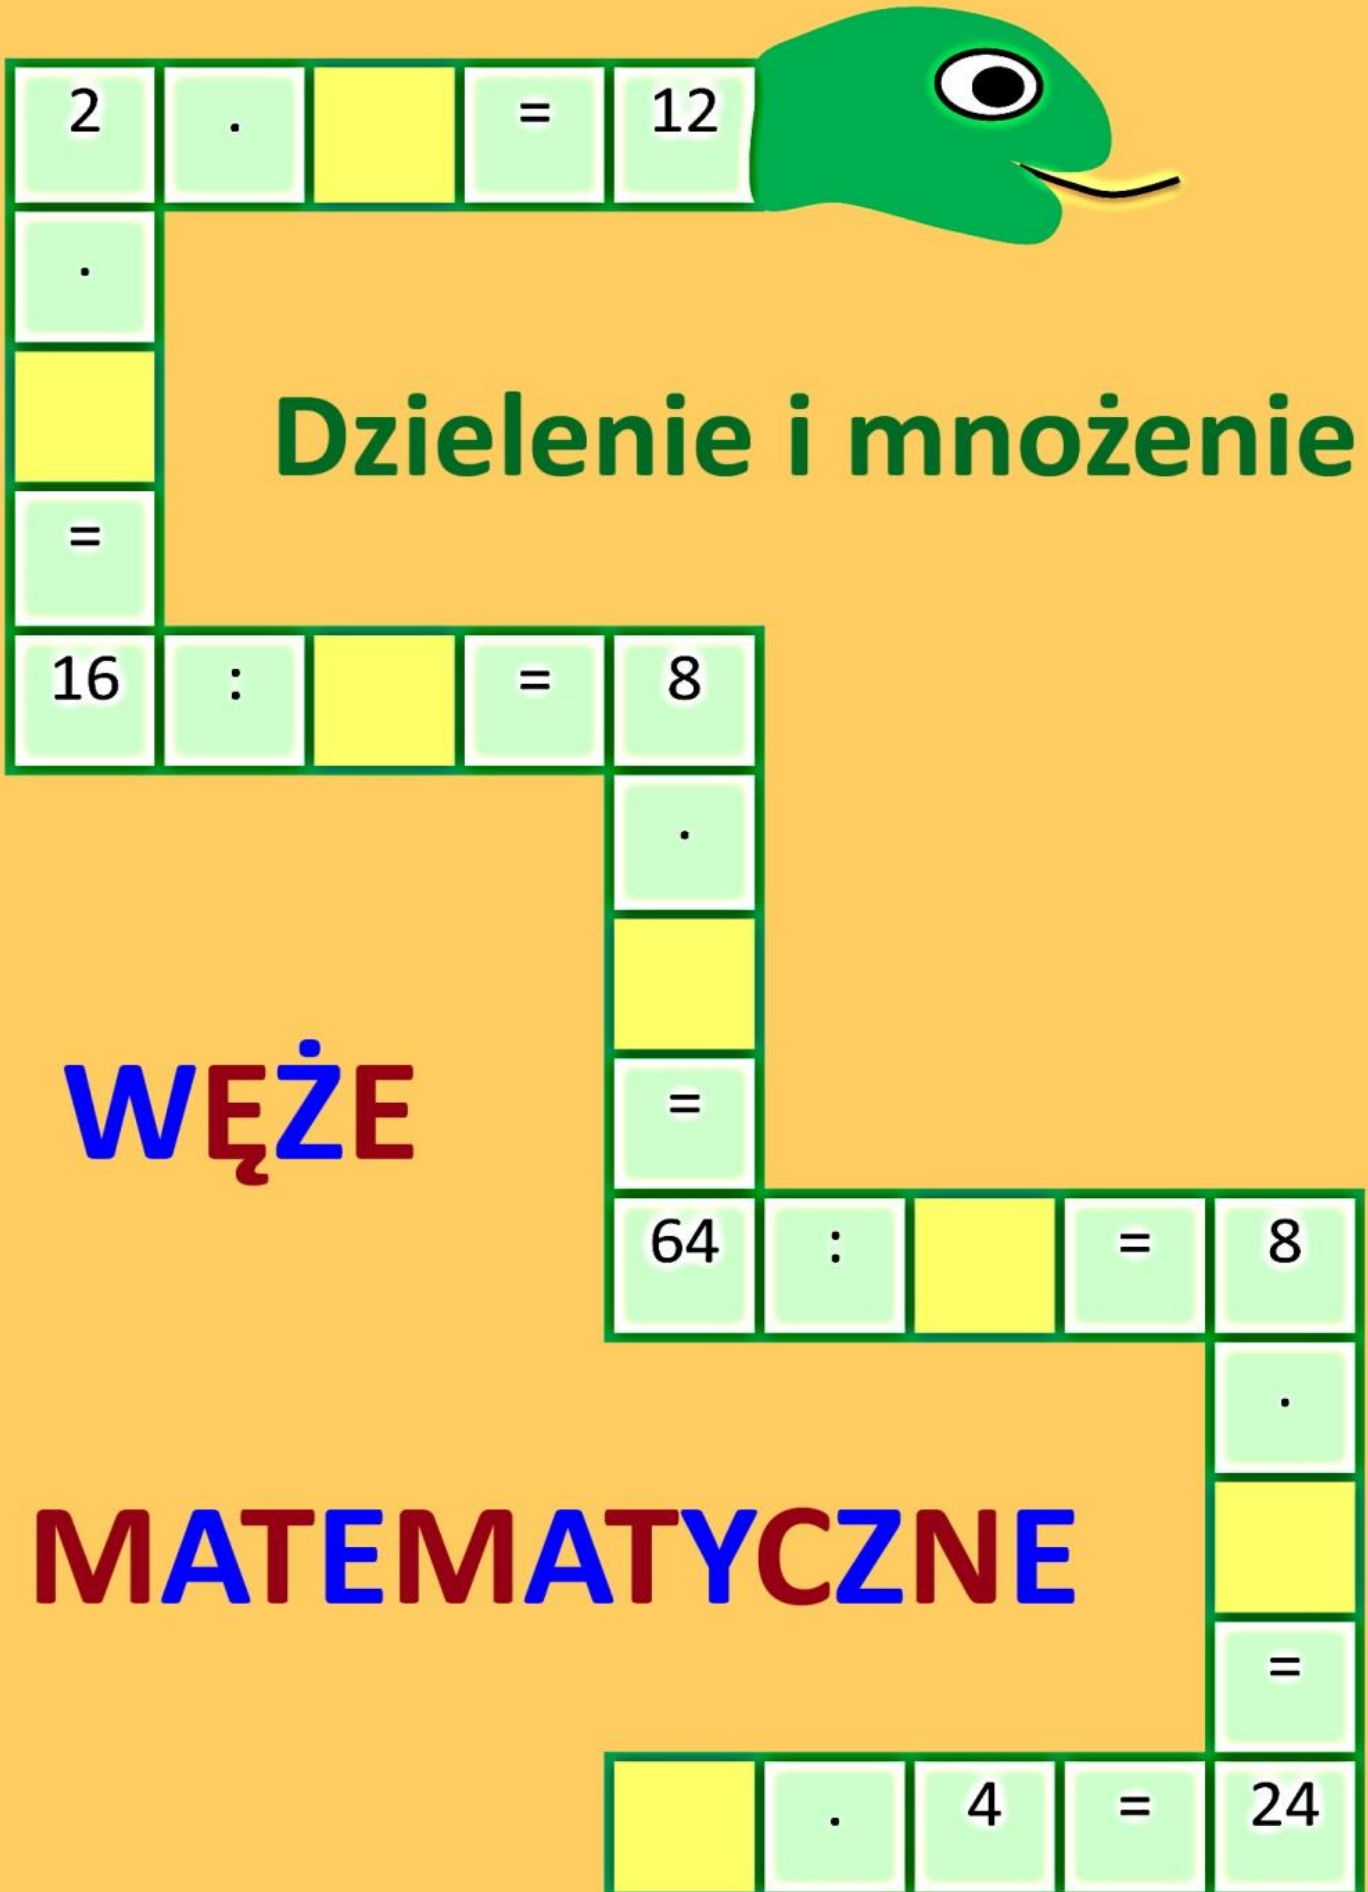 2 . = 12
.
Dzielenie i mnożenie
=
16 : = 8
.
WĘŻE
=
64 : = 8
.
MATEMATYCZNE
=
. 4 = 24